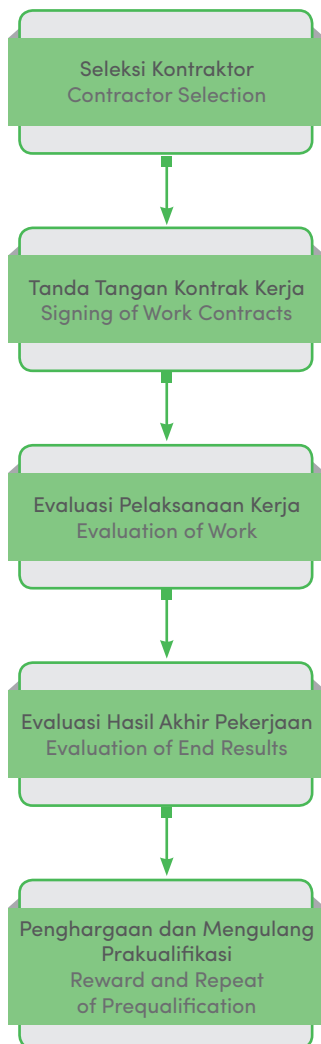 Seleksi Kontraktor
Contractor Selection
Tanda Tangan Kontrak Kerja
Signing of Work Contracts
Evaluasi Pelaksanaan Kerja
Evaluation of Work
Evaluasi Hasil Akhir Pekerjaan
Evaluation of End Results
Penghargaan dan Mengulang
Prakualifikasi
Reward and Repeat
of Prequalification